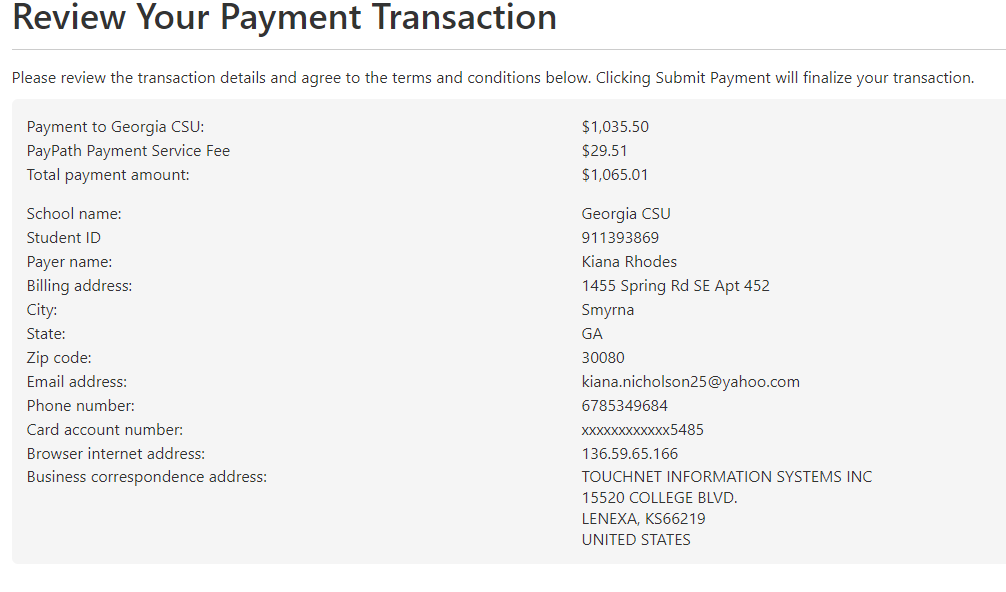 Review Your Payment Transaction
Please review the transaction details and agree to the terms and conditions below. Clicking Submit Payment will finalize your transaction.
Payment to Georgia CSU: $1,035.50
PayPath Payment Service Fee $29.51
Total payment amount: $1,065.01
School name: Georgia CSU
Student ID 911393869
Payer name: Kiana Rhodes
Billing address: 1455 Spring Rd SE Apt 452
City: Smyrna
State: GA
Zip code: 30080
Email address: kiana.nicholson25@yahoo.com
Phone number: 6785349684
Card account number: xxxxxxxxxxxx5485
Browser internet address: 136.59.65.166
Business correspondence address: TOUCHNET INFORMATION SYSTEMS INC
15520 COLLEGE BLVD.
LENEXA, KS66219
UNITED STATES